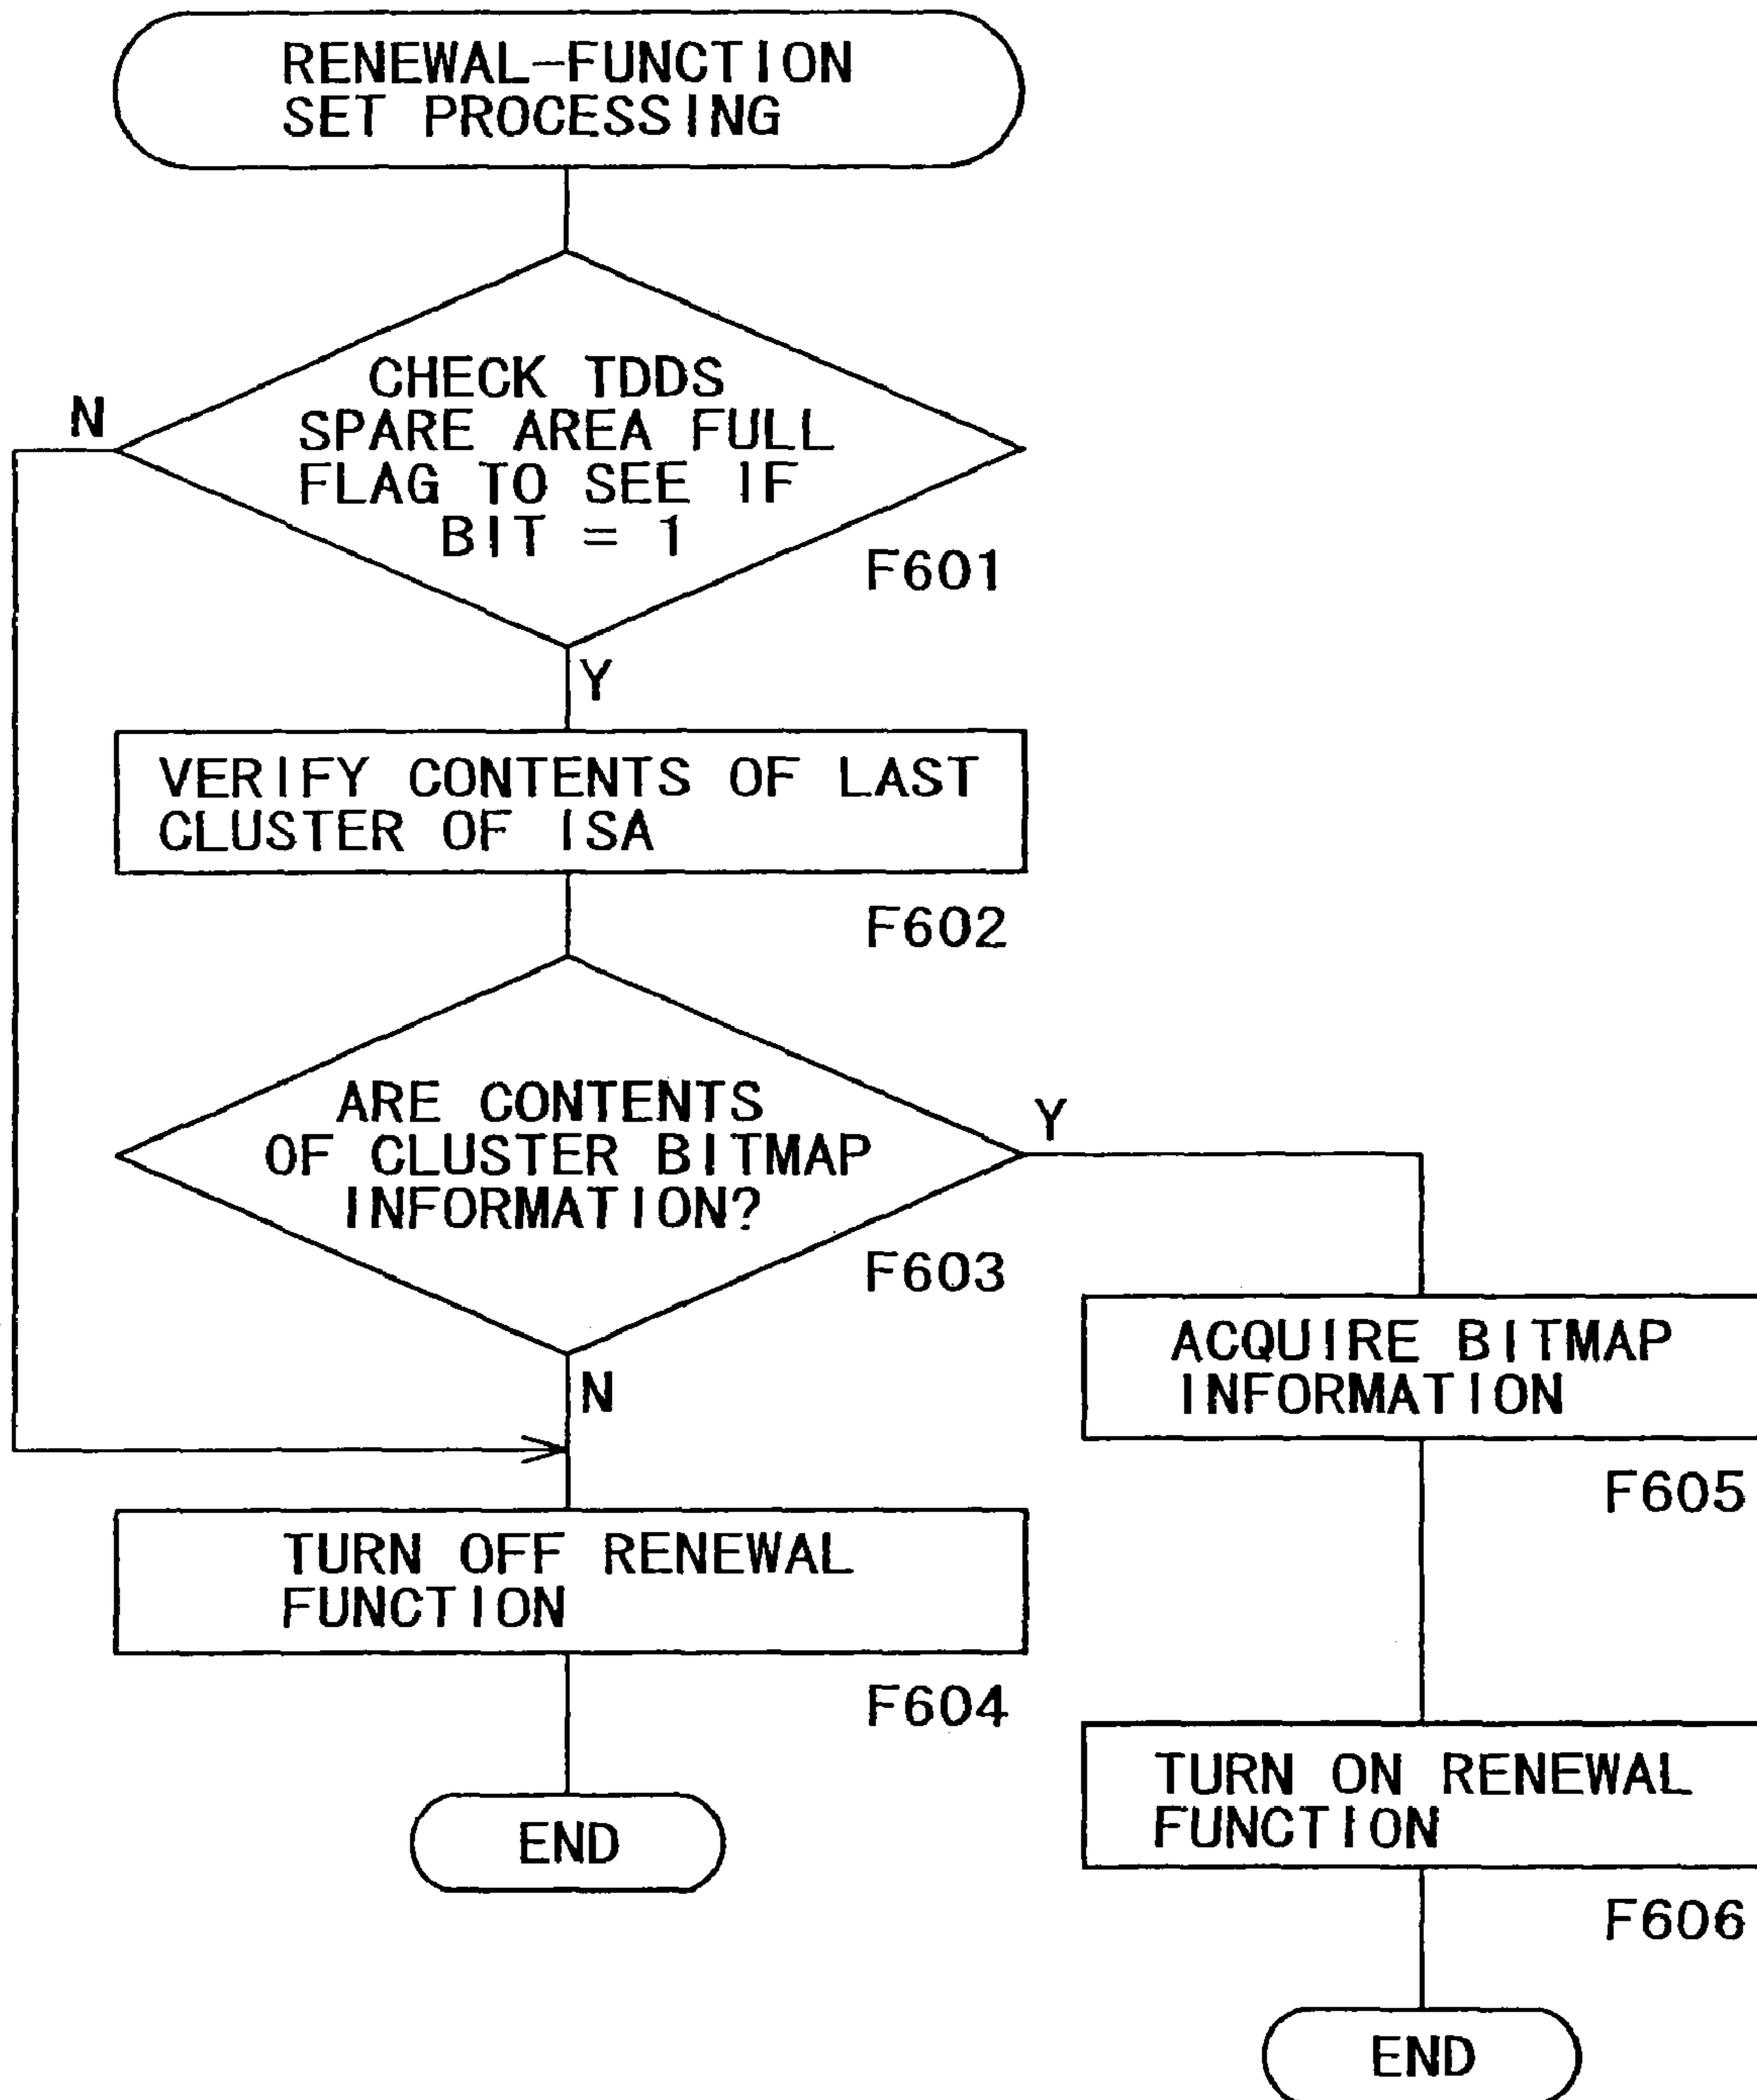 RENEWAL-FUNCTION
SET PROCESSING
CHECK TDDS
SPARE AREA FULL
FLAG TO SEE IF
BIT = 1
N
F601
Y
VERIFY CONTENTS OF LAST
CLUSTER OF ISA
F602
ARE CONTENTS
OF CLUSTER BITMAP
INFORMATION?
Y
F603
N
ACQUIRE BITMAP
INFORMATION
F605
TURN OFF RENEWAL
FUNCTION
F604
END
TURN ON RENEWAL
FUNCTION
F606
END